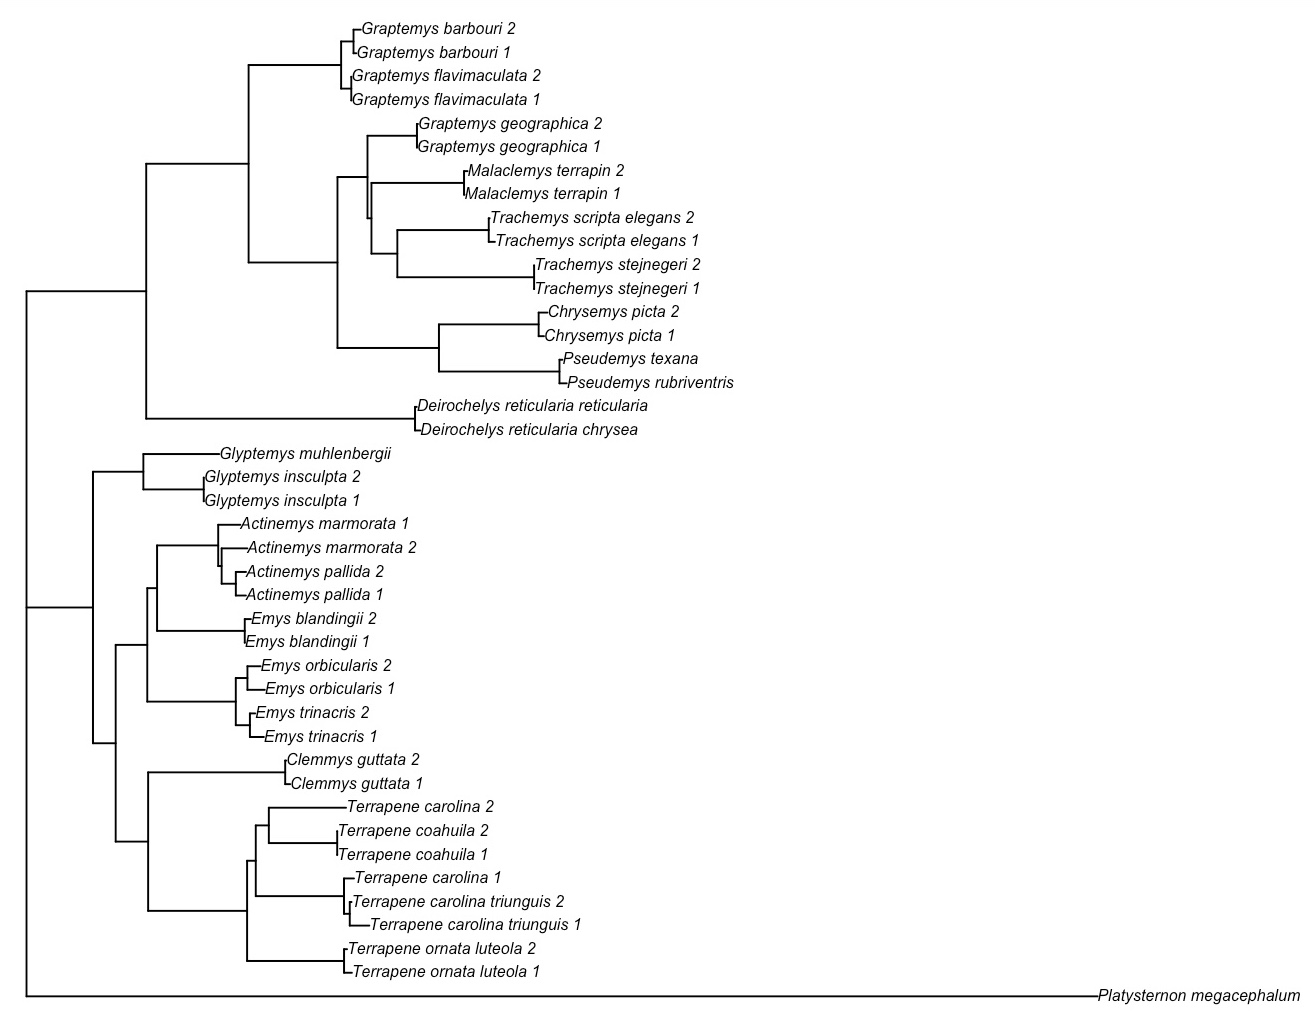 Graptemys barbouri 2
Graptemys barbouri 1
Graptemys flavimaculata 2
Graptemys flavimaculata 1
Graptemys geographica 2
Graptemys geographica 1
Malaclemys terrapin 2
Malaclemys terrapin 1
Trachemys scripta elegans 2
Trachemys scripta elegans 1
Trachemys stejnegeri 2
Trachemys stejnegeri 1
Chrysemys picta 2
Chrysemys picta 1
Pseudemys texana
Pseudemys rubriventris
Deirochelys reticularia reticularia
Deirochelys reticularia chrysea
Glyptemys muhlenbergii
Glyptemys insculpta 2
Glyptemys insculpta 1
Actinemys marmorata 1
Actinemys marmorata 2
Actinemys pallida 2
Actinemys pallida 1
Emys blandingii 2
Emys blandingii 1
Emys orbicularis 2
Emys orbicularis 1
Emys trinacris 2
Emys trinacris 1
Clemmys guttata 2
Clemmys guttata 1
Terrapene carolina 2
Terrapene coahuila 2
Terrapene coahuila 1
Terrapene carolina 1
Terrapene carolina triunguis 2
Terrapene carolina triunguis 1
Terrapene ornata luteola 2
Terrapene ornata luteola 1
Platysternon megacephalum